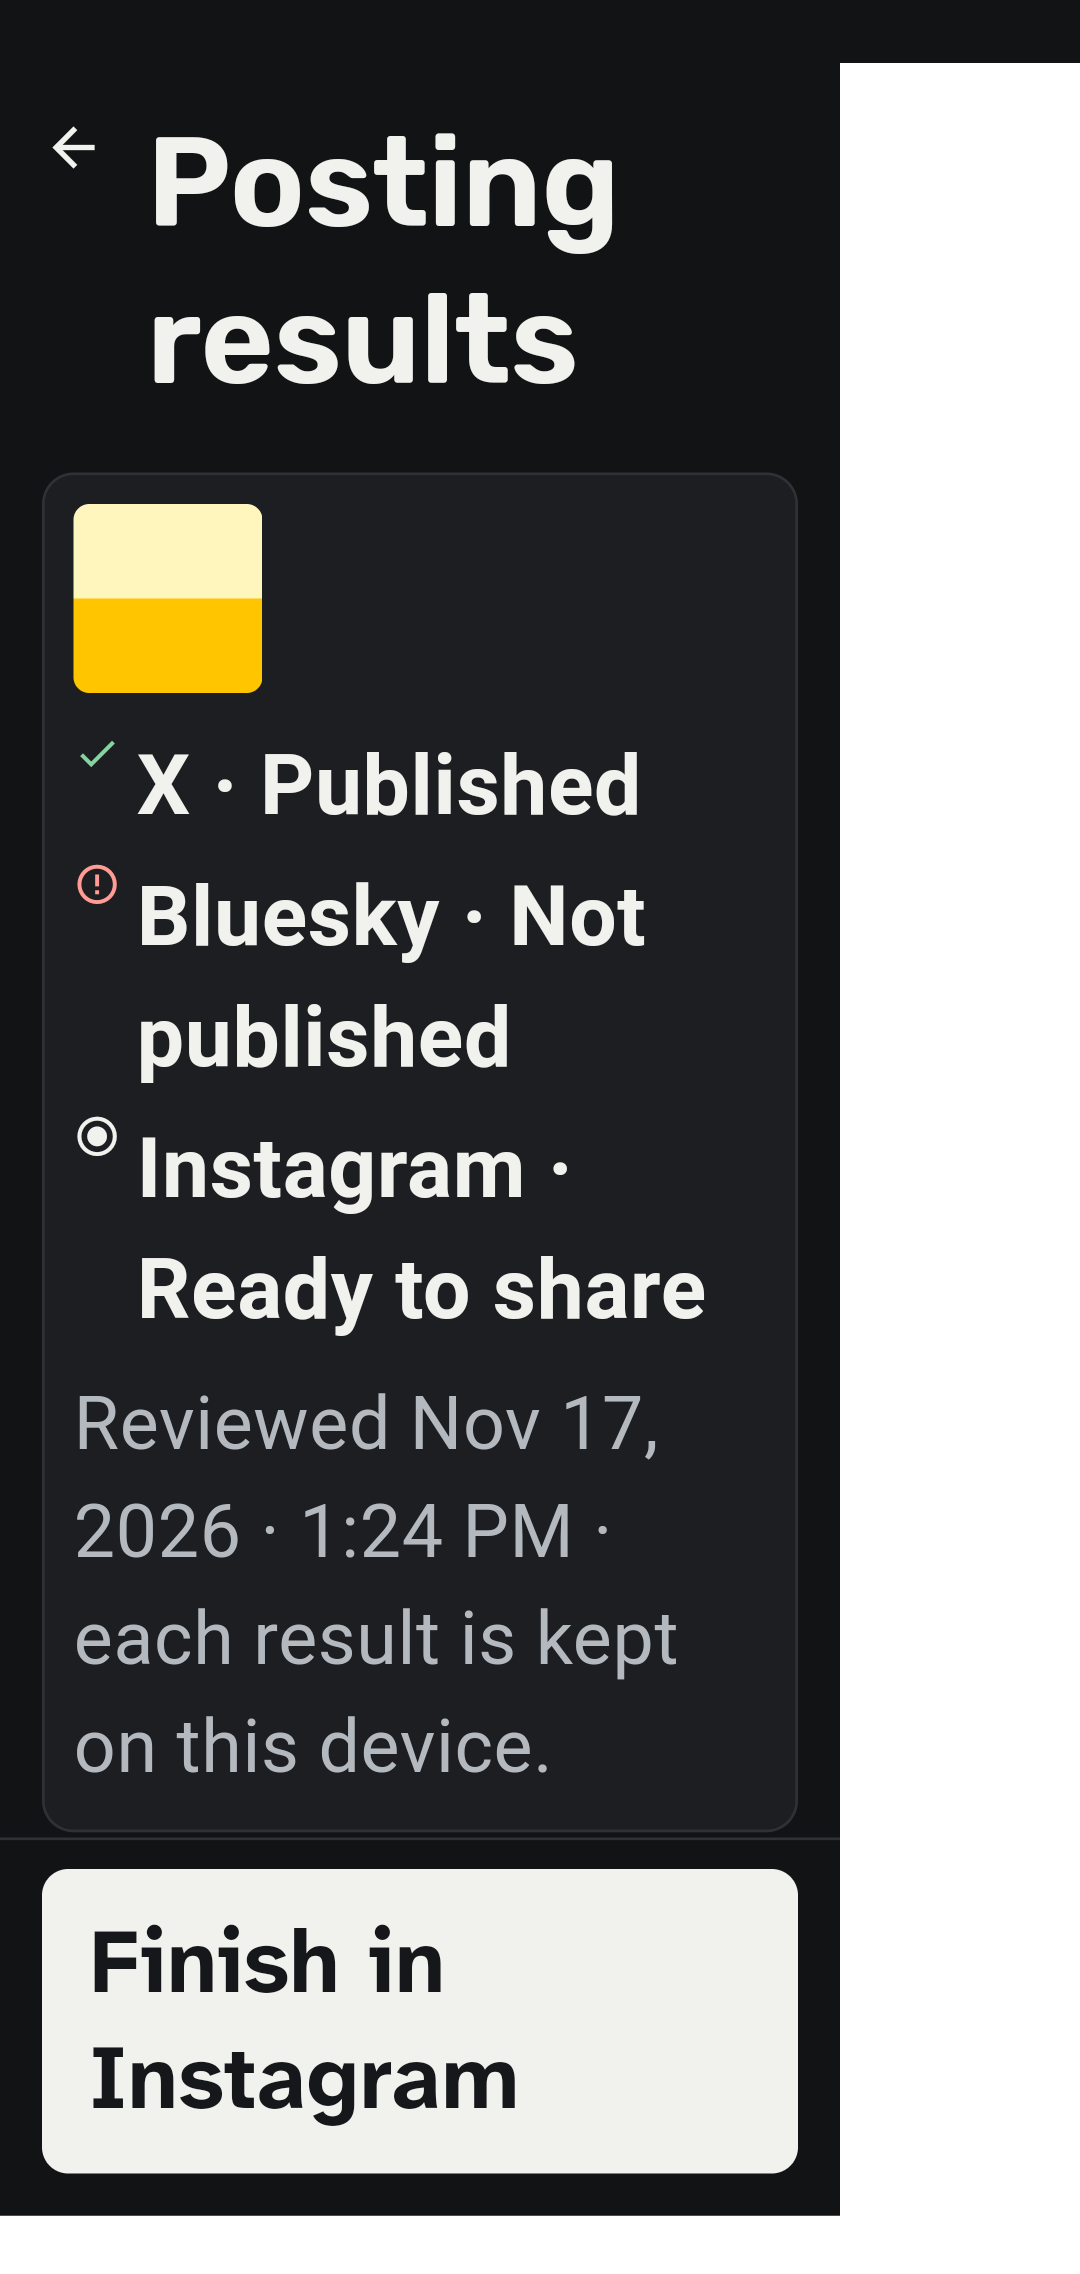 Posting
results
X · Published
Bluesky · Not
published
Instagram ·
Ready to share
Reviewed Nov 17,
2026 · 1:24 PM ·
each result is kept
on this device.
Finish in
Instagram